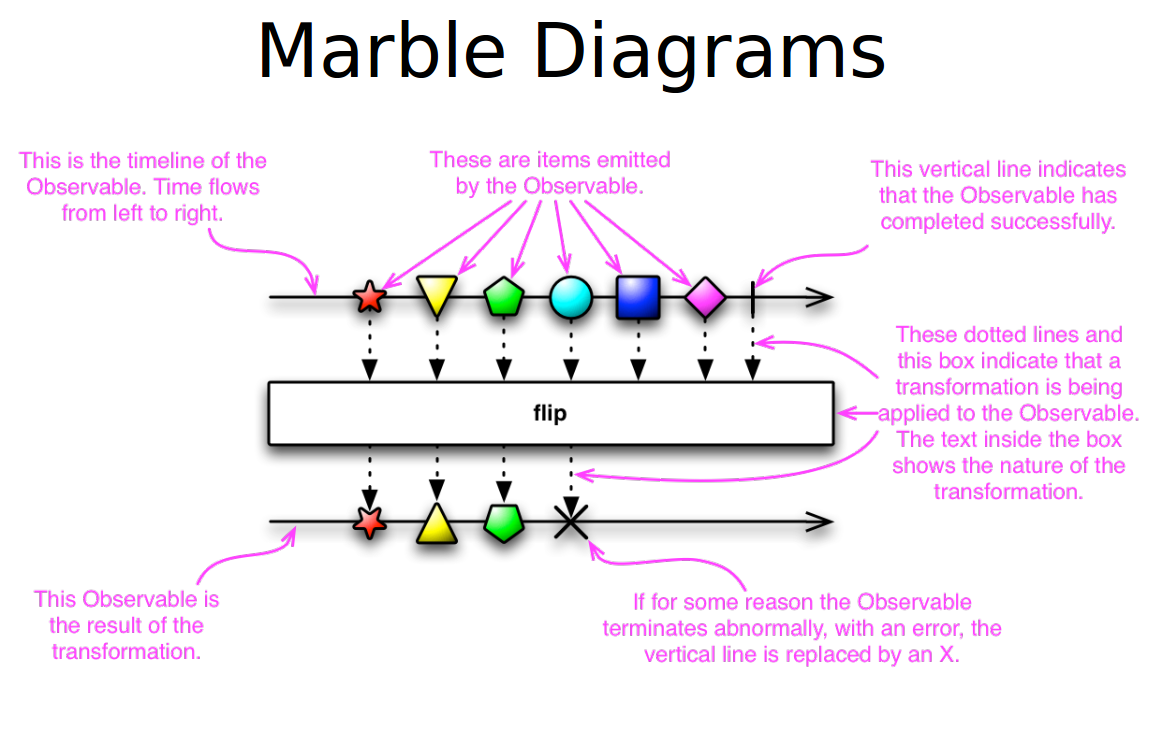 Marble Diagrams
This is the timeline of the
Observable. Time flows
from left to right.
These are items emitted
by the Observable.
This vertical line indicates
that the Observable has
completed successfully.
These dotted lines and
this box indicate that a
transformation is being
applied to the Observable.
The text inside the box
shows the nature of the
transformation.
flip
This Observable is
the result of the
transformation.
If for some reason the Observable
terminates abnormally, with an error, the
vertical line is replaced by an X.